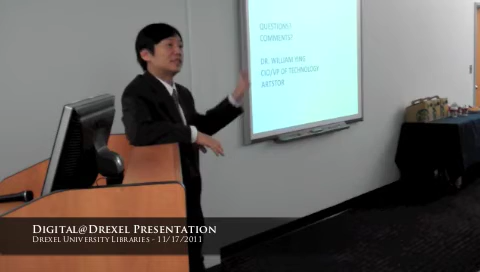 QUESTIONS?
COMMENTS?
DR. WILLIAM YING
CIO/VP OF TECHNOLOGY
ARTSTOR
DIGITAL@DREXEL PRESENTATION
DREXEL UNIVERSITY LIBRARIES - 11/17/2011